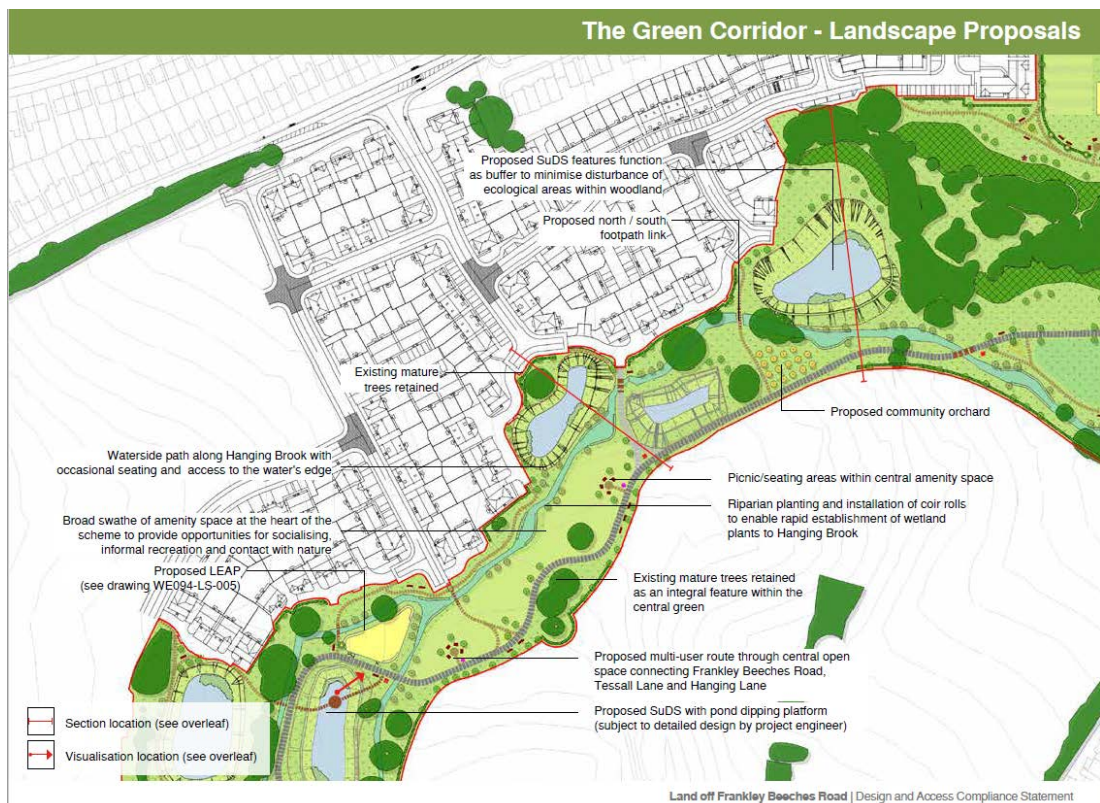 The Green Corridor - Landscape Proposals
Proposed SuDS features function
as buffer to minimise disturbance of
ecological areas within woodland
Proposed north / south
footpath link
Existing mature
trees retained
Proposed community orchard
Waterside path along Hanging Brook with
occasional seating and access to the water's edge
Picnic/seating areas within central amenity space
Riparian planting and installation of coir rolls
to enable rapid establishment of wetland
plants to Hanging Brook
Broad swathe of amenity space at the heart of the
scheme to provide opportunities for socialising,
informal recreation and contact with nature
Proposed LEAP
(see drawing WE094-LS-005)
Existing mature trees retained
as an integral feature within the
central green
Proposed multi-user route through central open
space connecting Frankley Beeches Road,
Tessall Lane and Hanging Lane
Proposed SuDS with pond dipping platform
(subject to detailed design by project engineer)
Section location (see overleaf)
Visualisation location (see overleaf)
Land off Frankley Beeches Road | Design and Access Compliance Statement